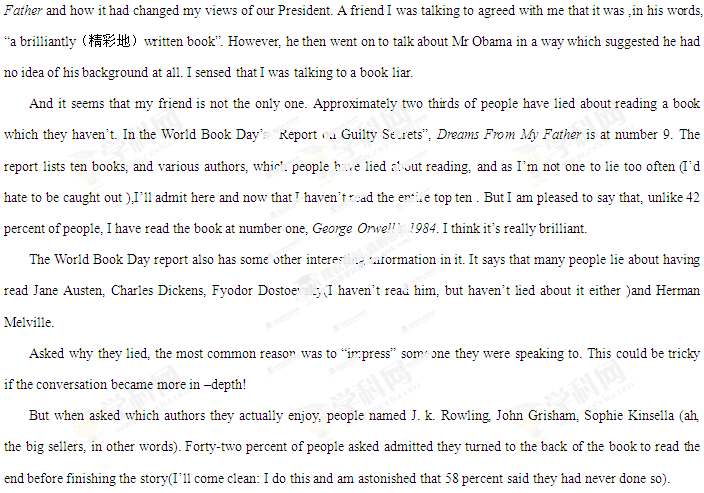 Father and how it had changed my views of our President. A friend I was talking to agreed with me that it was ,in his words,
“a brilliantly（精彩地）written book”. However, he then went on to talk about Mr Obama in a way which suggested he had
no idea of his background at all. I sensed that I was talking to a book liar.
And it seems that my friend is not the only one. Approximately two thirds of people have lied about reading a book
which they haven’t. In the World Book Day’s “Report on Guilty Secrets”, Dreams From My Father is at number 9. The
report lists ten books, and various authors, which people have lied about reading, and as I’m not one to lie too often (I’d
hate to be caught out ),I’ll admit here and now that I haven’t read the entire top ten . But I am pleased to say that, unlike 42
percent of people, I have read the book at number one, George Orwell’s 1984. I think it’s really brilliant.
The World Book Day report also has some other interesting information in it. It says that many people lie about having
read Jane Austen, Charles Dickens, Fyodor Dostoevsky(I haven’t read him, but haven’t lied about it either )and Herman
Melville.
Asked why they lied, the most common reason was to “impress” someone they were speaking to. This could be tricky
if the conversation became more in –depth!
But when asked which authors they actually enjoy, people named J. k. Rowling, John Grisham, Sophie Kinsella (ah,
the big sellers, in other words). Forty-two percent of people asked admitted they turned to the back of the book to read the
end before finishing the story(I’ll come clean: I do this and am astonished that 58 percent said they had never done so).